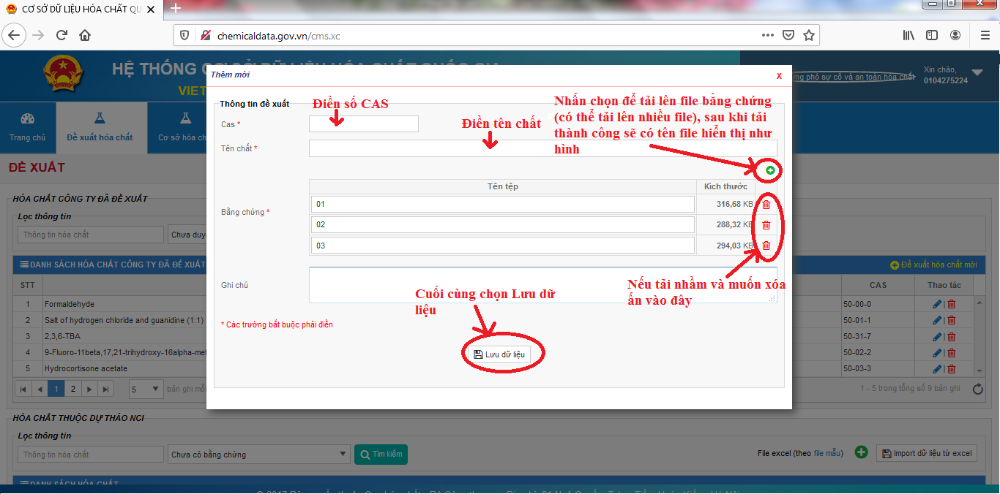 CƠ SỞ DỮ LIỆU HÓA CHẤT QU
chemicaldata.gov.vn/cms.xc
HỆ THỐNG
VIET
phó sự cố và an toàn hóa chất
Xin chào,
0104275224
Trang chủ
Đề xuất hóa chất
Cơ sở hóa ch
Thêm mới
X
Thông tin đề xuất
Điền số CAS
Cas *
Điền tên chất
Tên chất *
Nhấn chọn để tải lên file bằng chứng
(có thể tải lên nhiều file), sau khi tải
thành công sẽ có tên file hiển thị như
hình
Tên tệp
Kích thước
Bằng chứng *
01
316,68 KB
02
288,32 KB
03
294,03 KB
Ghi chú
Nếu tải nhầm và muốn xóa
ấn vào đây
Cuối cùng chọn Lưu dữ
liệu
* Các trường bắt buộc phải điền
Lưu dữ liệu
ĐỀ XUẤT
HÓA CHẤT CÔNG TY ĐÃ ĐỀ XUẤT
Lọc thông tin
Thông tin hóa chất
Chưa duy
DANH SÁCH HÓA CHẤT CÔNG TY ĐÃ ĐỀ XUẤT
Đề xuất hóa chất mới
STT
CAS
Thao tác
1
Formaldehyde
50-00-0
2
Salt of hydrogen chloride and guanidine (1:1)
50-01-1
3
2,3,6-TBA
50-31-7
4
9-Fluoro-11beta,17,21-trihydroxy-16alpha-met
50-02-2
5
Hydrocortisone acetate
50-03-3
1
2
5
bản ghi mỗi
1 - 5 trong tổng số 9 bản ghi
HÓA CHẤT THUỘC DỰ THẢO NCI
Lọc thông tin
Thông tin hóa chất
Chưa có bằng chứng
Tìm kiếm
File excel (theo file mẫu)
Import dữ liệu từ excel
DANH SÁCH HÓA CHẤT